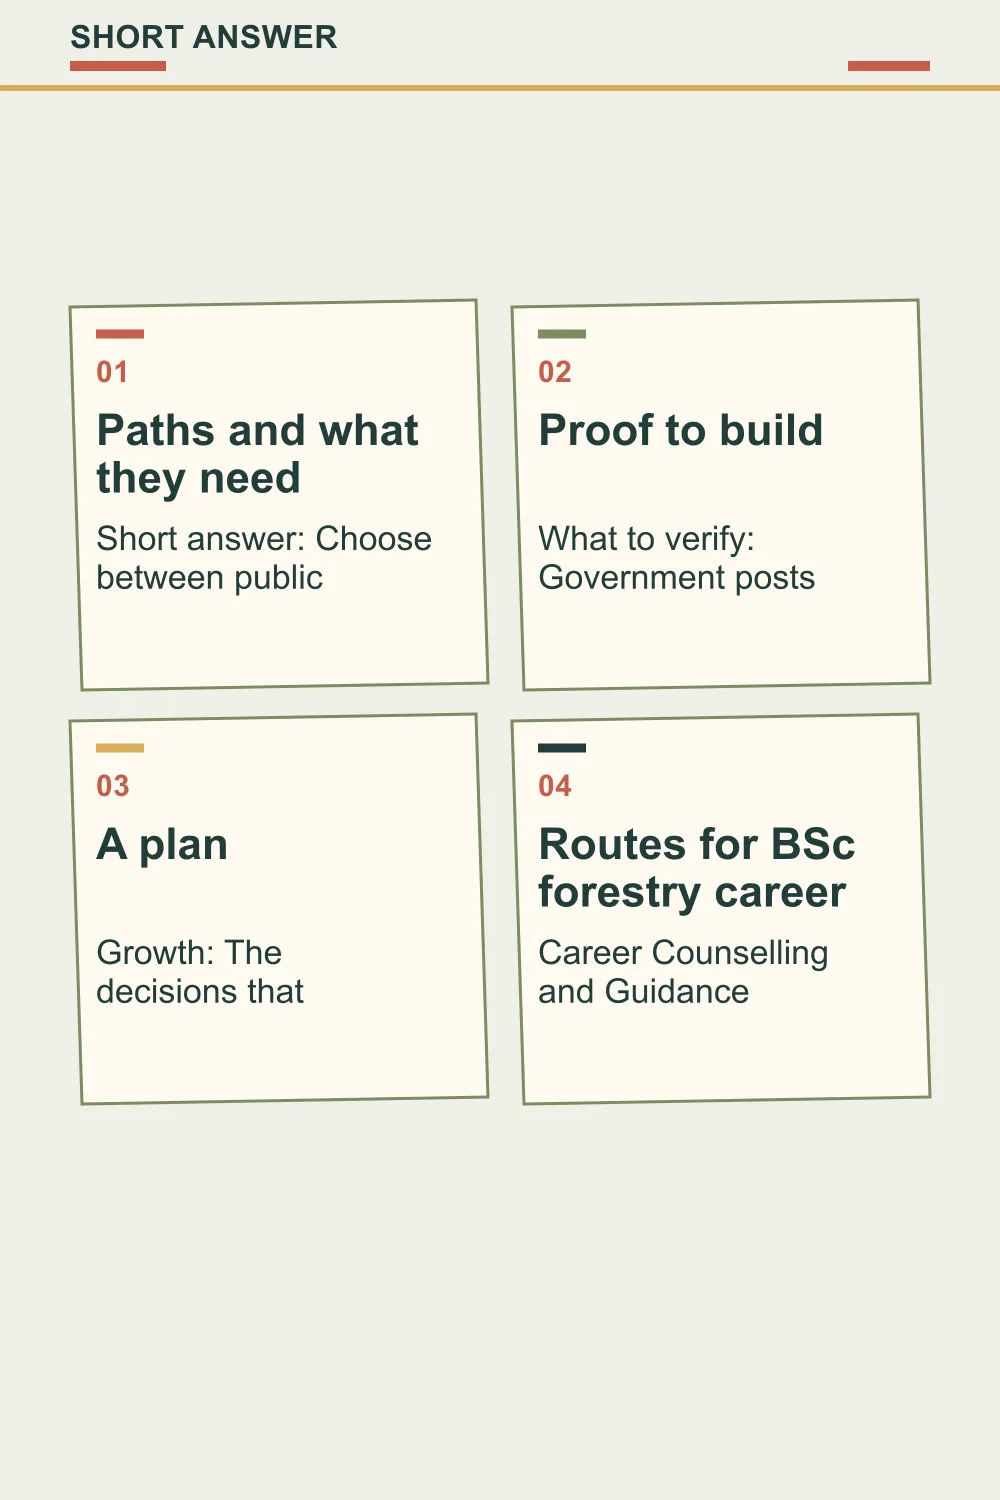 SHORT ANSWER
01
Paths and what
they need
Short answer: Choose
between public
02
Proof to build
What to verify:
Government posts
03
A plan
Growth: The
decisions that
04
Routes for BSc
forestry career
Career Counselling
and Guidance